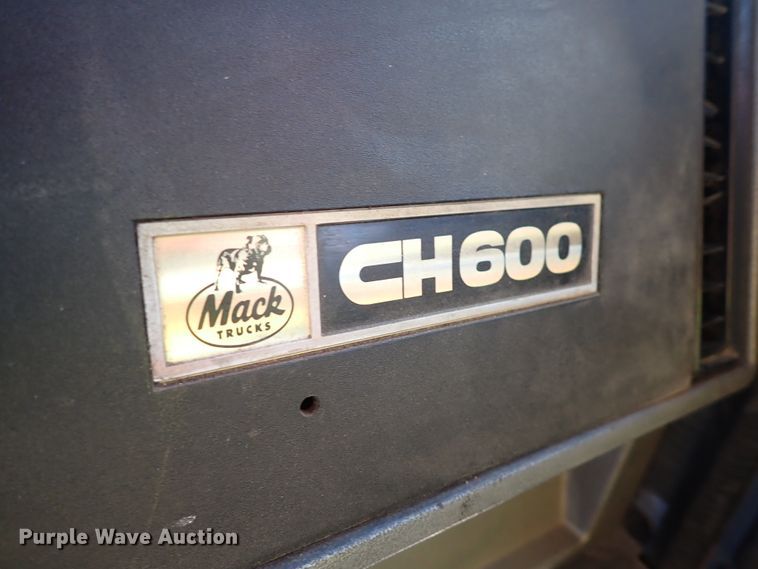 Mack
TRUCKS
CH600
Purple Wave Auction